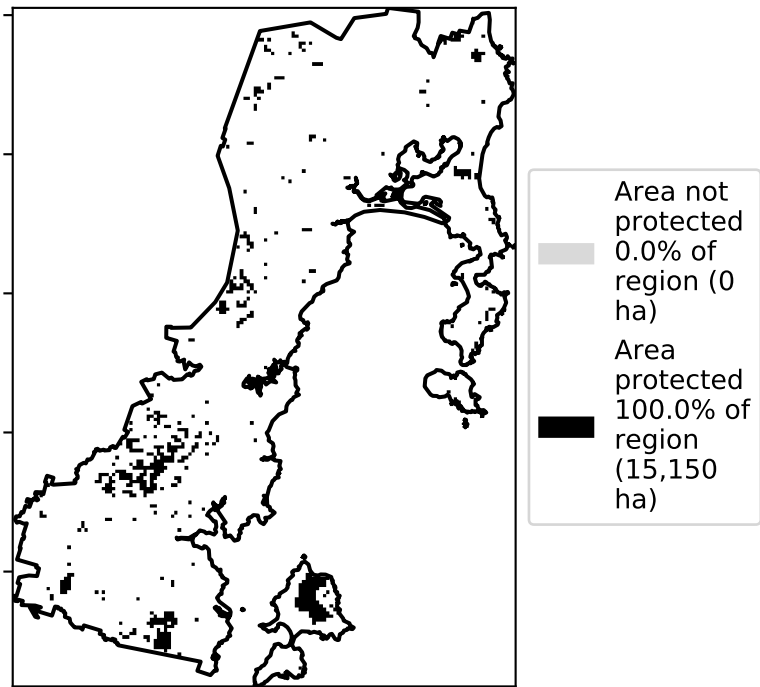 Area not
protected
0.0% of
region (0
ha)
Area
protected
100.0% of
region
(15,150
ha)